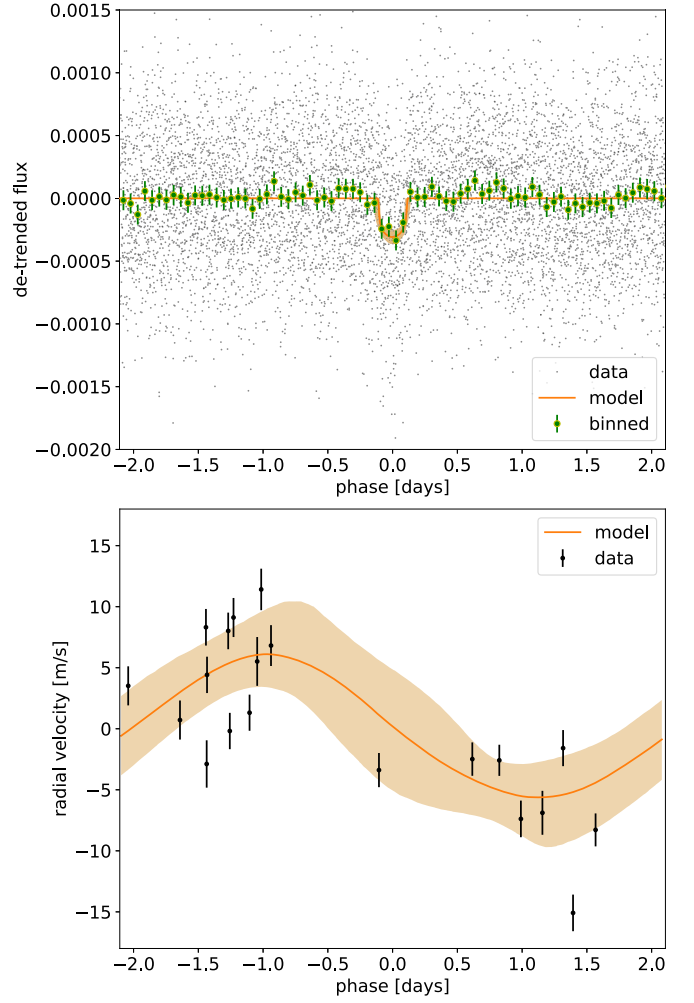 0.0015
0.0010
0.0005
0.0000
−0.0005
−0.0010
−0.0015
−0.0020
de-trended flux
data
model
binned
−2.0 −1.5 −1.0 −0.5 0.0 0.5 1.0 1.5 2.0
phase [days]
15
10
5
0
−5
−10
−15
radial velocity [m/s]
model
data
−2.0 −1.5 −1.0 −0.5 0.0 0.5 1.0 1.5 2.0
phase [days]